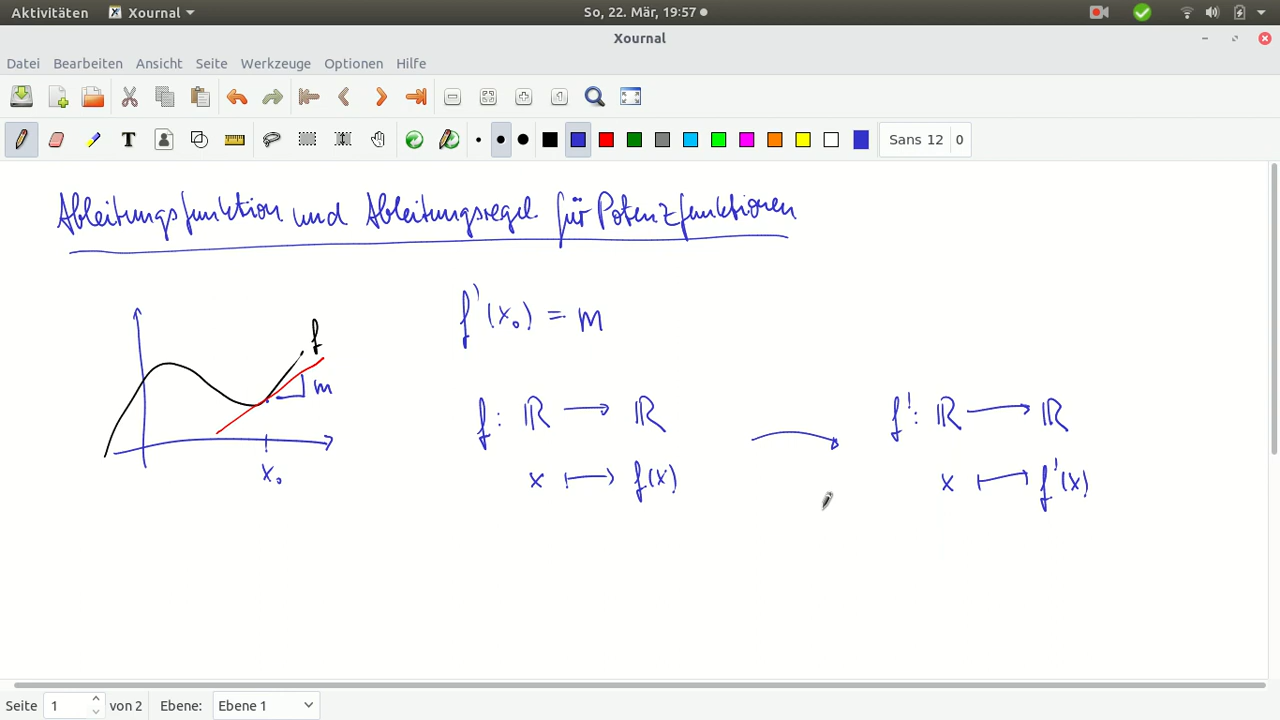 Aktivitäten Xournal So, 22. Mär, 19:57
Xournal
Datei Bearbeiten Ansicht Seite Werkzeuge Optionen Hilfe
Sans 12 0
Ableitungsfunktion und Ableitungsregel für Potenzfunktionen
f'(x₀) = m
f
m
x₀
f: ℝ → ℝ
x ↦ f(x)
f': ℝ → ℝ
x ↦ f'(x)
Seite 1 von 2 Ebene: Ebene 1